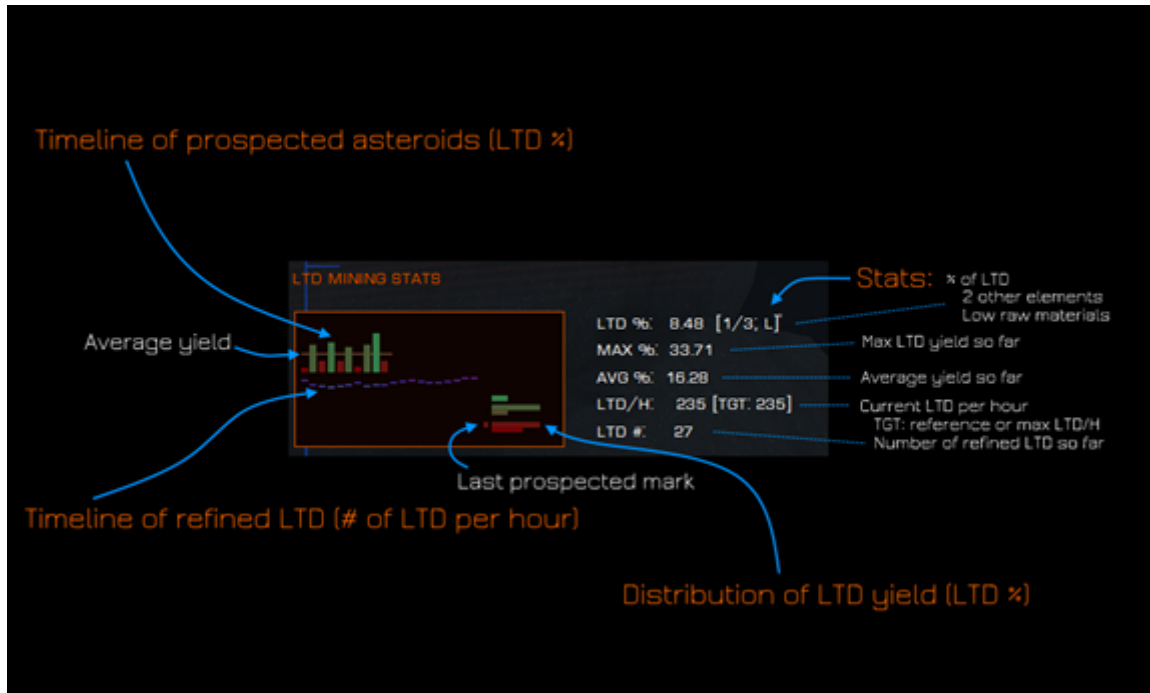 Timeline of prospected asteroids (LTD %)
LTD MINING STATS
Stats: % of LTD
2 other elements
Low raw materials
LTD %: 8.48 [1/3; L]
Average yield
MAX %: 33.71
Max LTD yield so far
AVG %: 16.28
Average yield so far
LTD/H: 235 [TGT: 235]
Current LTD per hour
TGT: reference or max LTD/H
LTD #: 27
Number of refined LTD so far
Last prospected mark
Timeline of refined LTD (# of LTD per hour)
Distribution of LTD yield (LTD %)